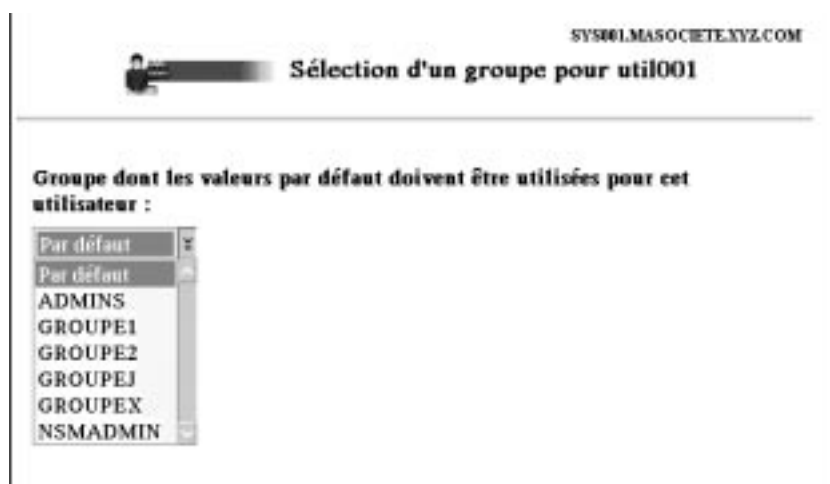 SYS001.MASOCIETE.XYZ.COM
Sélection d'un groupe pour util001
Groupe dont les valeurs par défaut doivent être utilisées pour cet
utilisateur :
Par défaut
Par défaut
ADMINS
GROUPE1
GROUPE2
GROUPEJ
GROUPEX
NSMADMIN